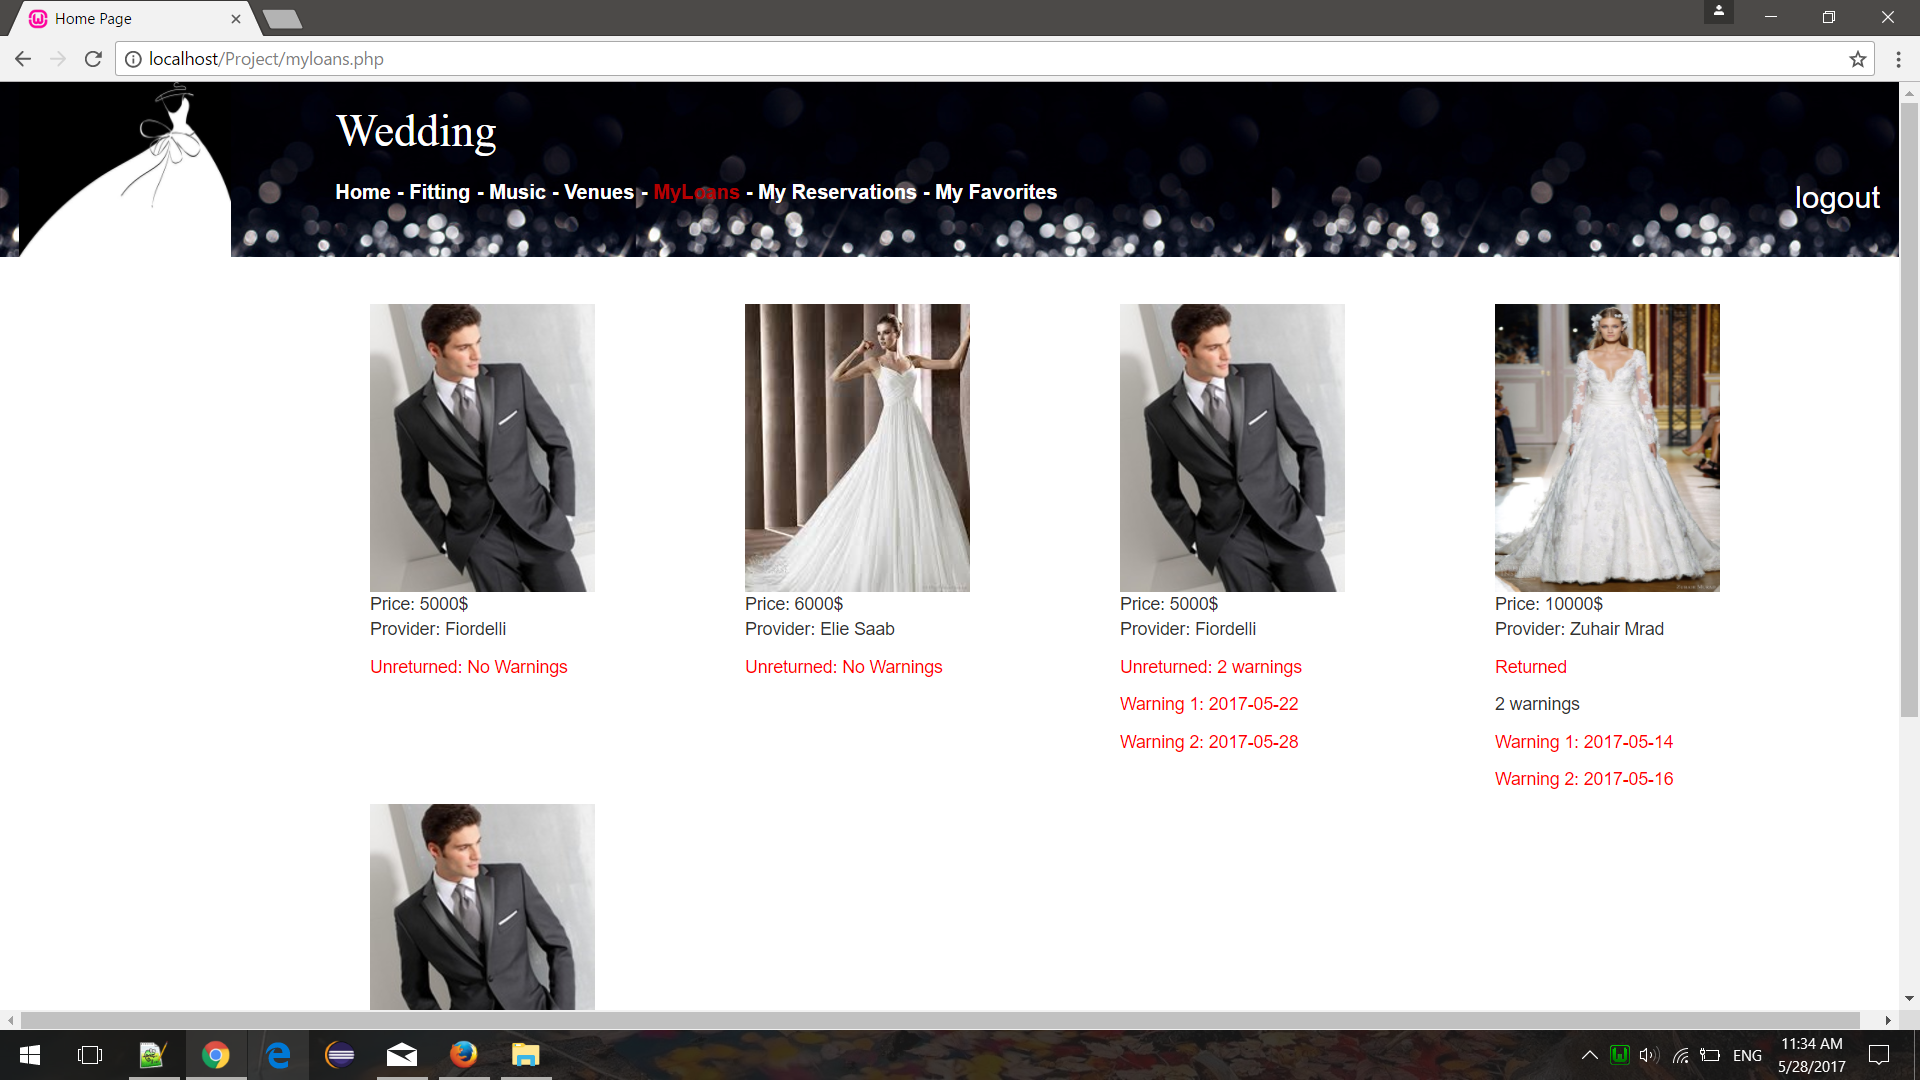 Home Page
localhost/Project/myloans.php
Wedding
Home - Fitting - Music - Venues - MyLoans - My Reservations - My Favorites
logout
Price: 5000$
Provider: Fiordelli
Unreturned: No Warnings
Price: 6000$
Provider: Elie Saab
Unreturned: No Warnings
Price: 5000$
Provider: Fiordelli
Unreturned: 2 warnings
Warning 1: 2017-05-22
Warning 2: 2017-05-28
Price: 10000$
Provider: Zuhair Mrad
Returned
2 warnings
Warning 1: 2017-05-14
Warning 2: 2017-05-16
ENG
11:34 AM
5/28/2017